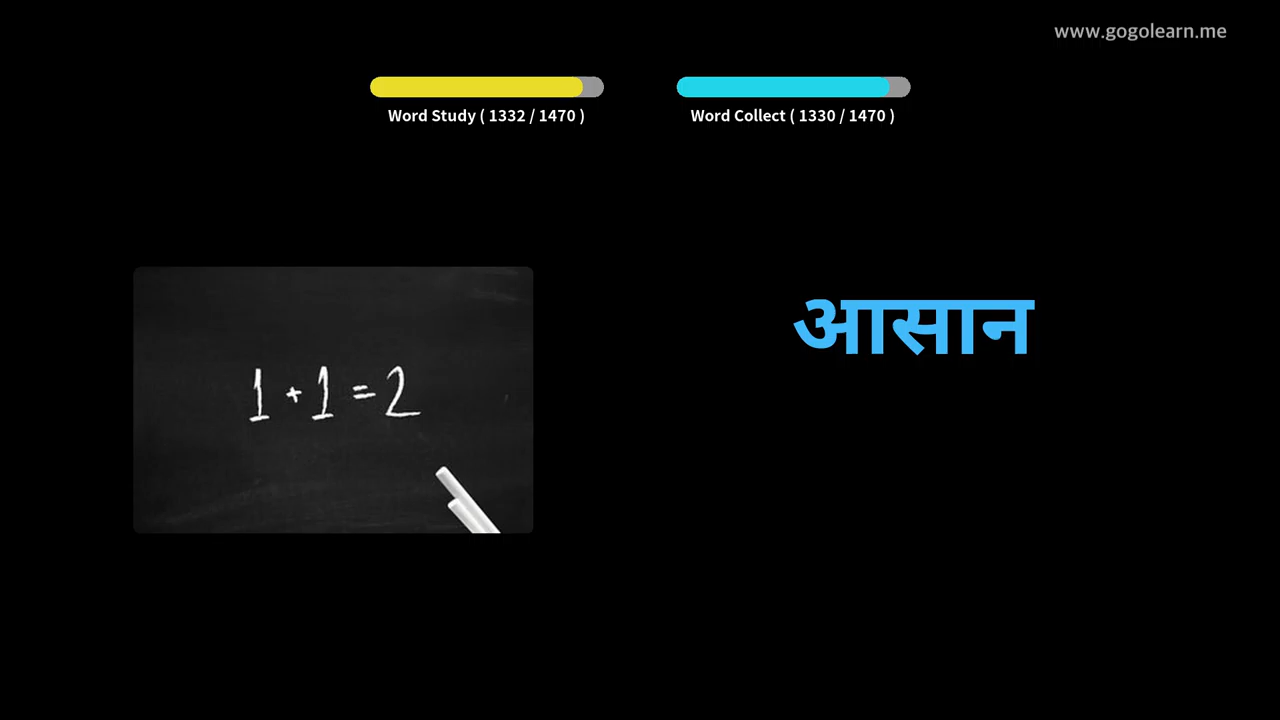 www.gogolearn.me
Word Study ( 1332 / 1470 )
Word Collect ( 1330 / 1470 )
आसान
1 + 1 = 2